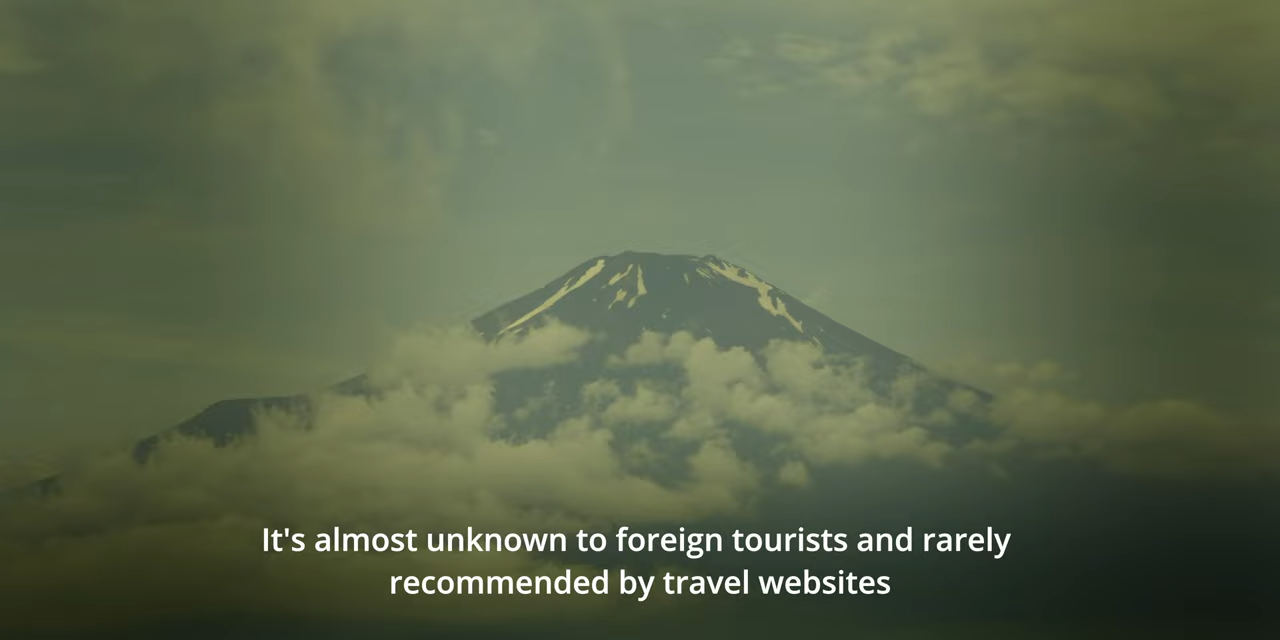 It's almost unknown to foreign tourists and rarely
recommended by travel websites